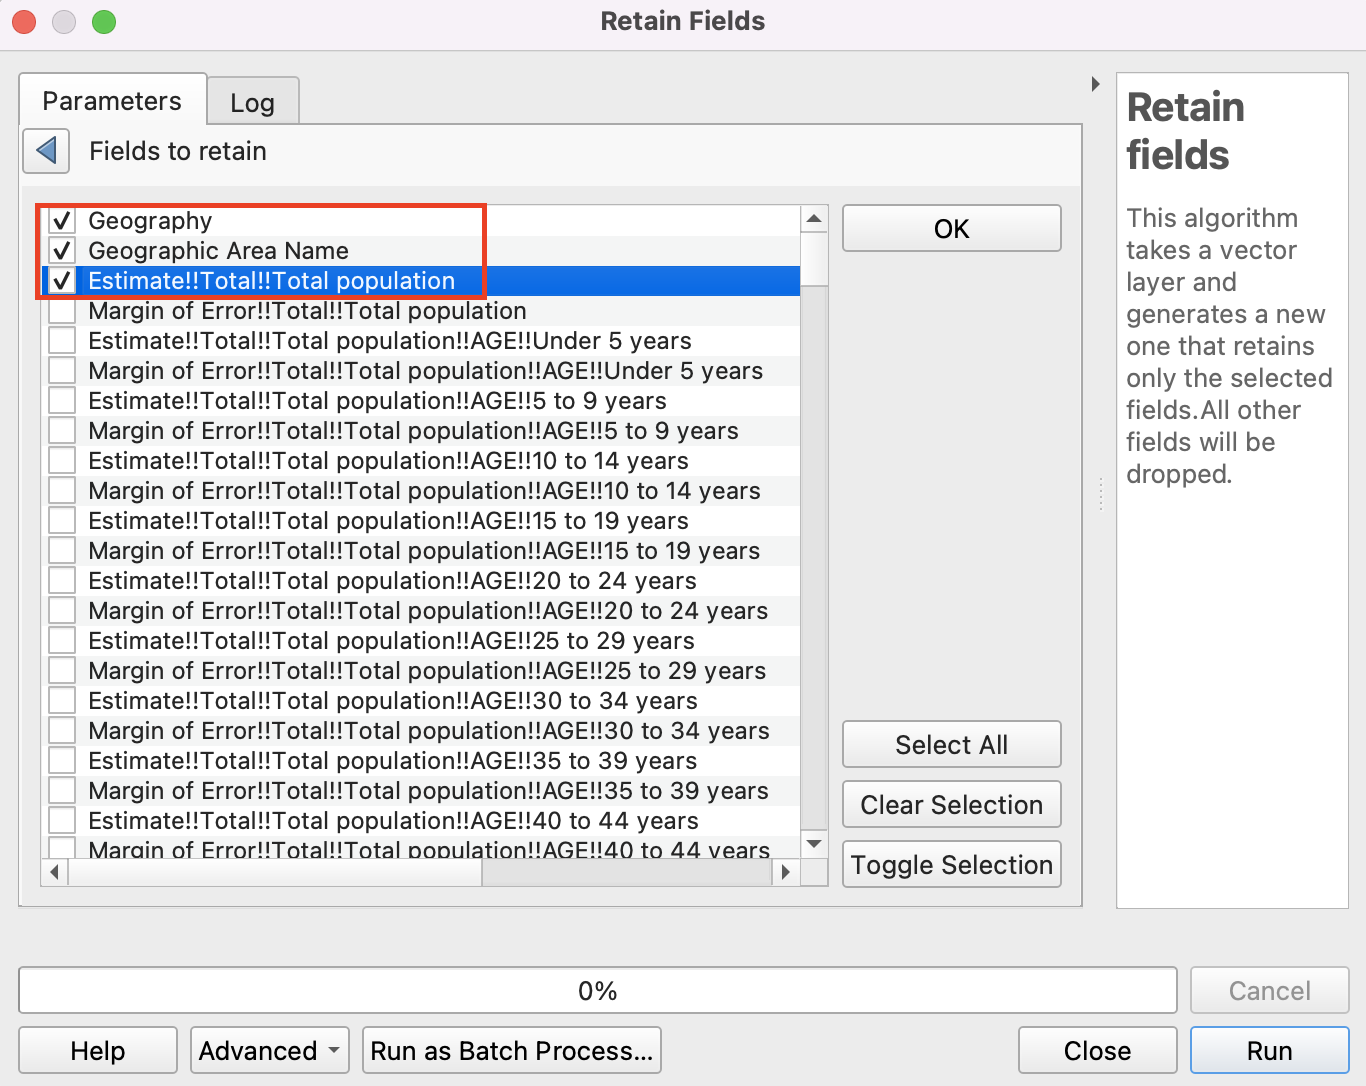 Retain Fields
Parameters
Log
Fields to retain
Geography
Geographic Area Name
Estimate!!Total!!Total population
Margin of Error!!Total!!Total population
Estimate!!Total!!Total population!!AGE!!Under 5 years
Margin of Error!!Total!!Total population!!AGE!!Under 5 years
Estimate!!Total!!Total population!!AGE!!5 to 9 years
Margin of Error!!Total!!Total population!!AGE!!5 to 9 years
Estimate!!Total!!Total population!!AGE!!10 to 14 years
Margin of Error!!Total!!Total population!!AGE!!10 to 14 years
Estimate!!Total!!Total population!!AGE!!15 to 19 years
Margin of Error!!Total!!Total population!!AGE!!15 to 19 years
Estimate!!Total!!Total population!!AGE!!20 to 24 years
Margin of Error!!Total!!Total population!!AGE!!20 to 24 years
Estimate!!Total!!Total population!!AGE!!25 to 29 years
Margin of Error!!Total!!Total population!!AGE!!25 to 29 years
Estimate!!Total!!Total population!!AGE!!30 to 34 years
Margin of Error!!Total!!Total population!!AGE!!30 to 34 years
Estimate!!Total!!Total population!!AGE!!35 to 39 years
Margin of Error!!Total!!Total population!!AGE!!35 to 39 years
Estimate!!Total!!Total population!!AGE!!40 to 44 years
Margin of Error!!Total!!Total population!!AGE!!40 to 44 years
OK
Select All
Clear Selection
Toggle Selection
Retain
fields
This algorithm
takes a vector
layer and
generates a new
one that retains
only the selected
fields.All other
fields will be
dropped.
0%
Cancel
Help
Advanced
Run as Batch Process...
Close
Run